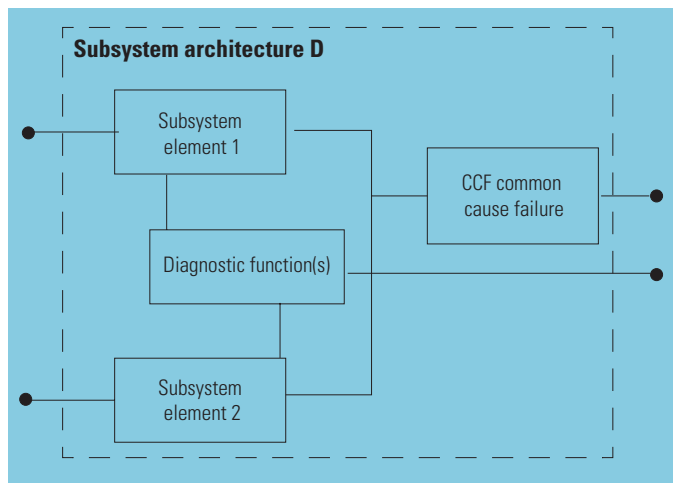 Subsystem architecture D
Subsystem
element 1
CCF common
cause failure
Diagnostic function(s)
Subsystem
element 2